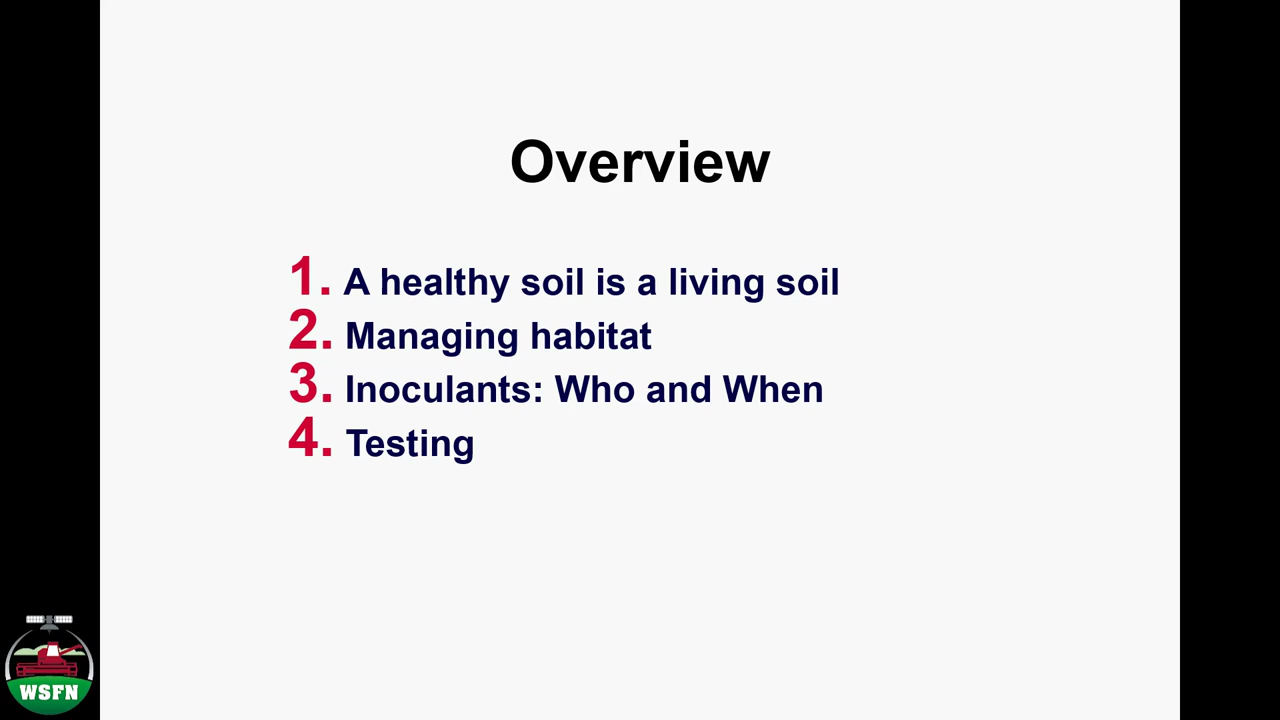 Overview
1. A healthy soil is a living soil
2. Managing habitat
3. Inoculants: Who and When
4. Testing
WSFN